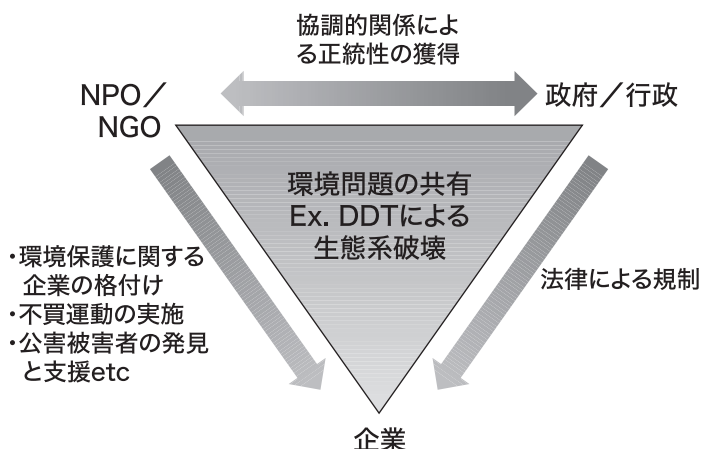 協調的関係によ
る正統性の獲得
NPO／
NGO
政府／行政
環境問題の共有
Ex. DDTによる
生態系破壊
・環境保護に関する
企業の格付け
・不買運動の実施
・公害被害者の発見
と支援etc
法律による規制
企業